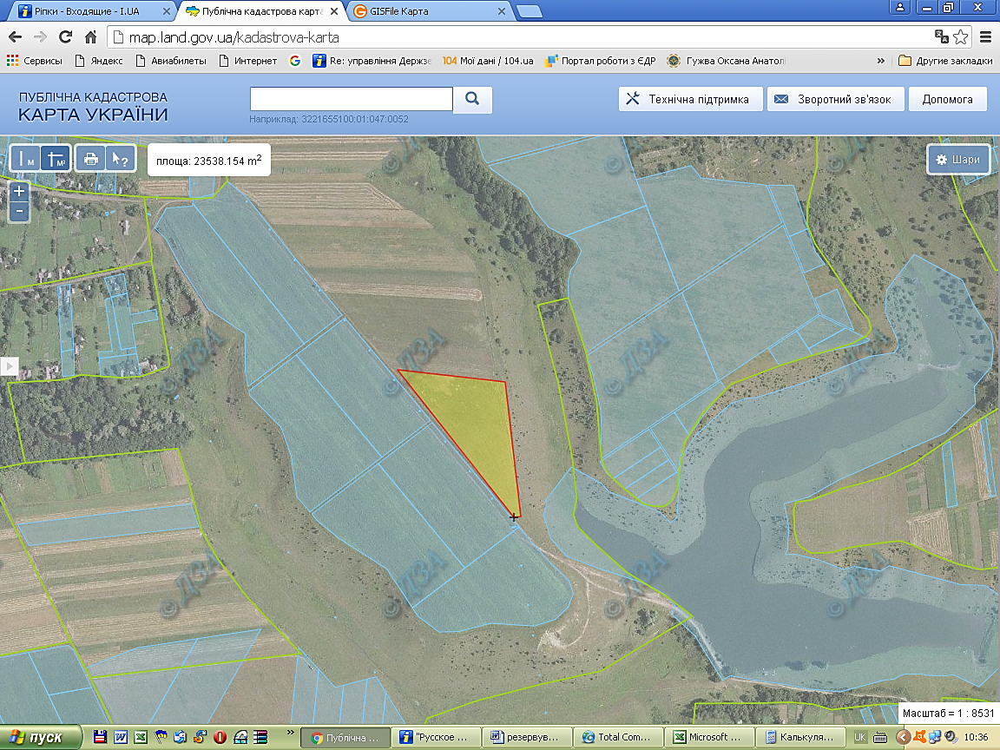 Ріпки - Входящие - I.UA
Публічна кадастрова карта
GISFile Карта
map.land.gov.ua/kadastrova-karta
Сервисы
Яндекс
Авиабилеты
Интернет
Re: управління Держзе
104 Мої дані / 104.ua
Портал роботи з ЄДР
Гужва Оксана Анатол
»
Другие закладки
ПУБЛІЧНА КАДАСТРОВА
КАРТА УКРАЇНИ
Наприклад: 3221655100:01:047:0052
Технічна підтримка
Зворотний зв'язок
Допомога
м
м²
?
площа: 23538.154 m²
Шари
+
-
© ДЗА
© ДЗА
© ДЗА
© ДЗА
© ДЗА
© ДЗА
© ДЗА
© ДЗА
Масштаб = 1 : 8531
пуск
»
Публічна ...
"Русское ...
резервув...
Total Com...
Microsoft ...
Калькуля...
UK
10:36